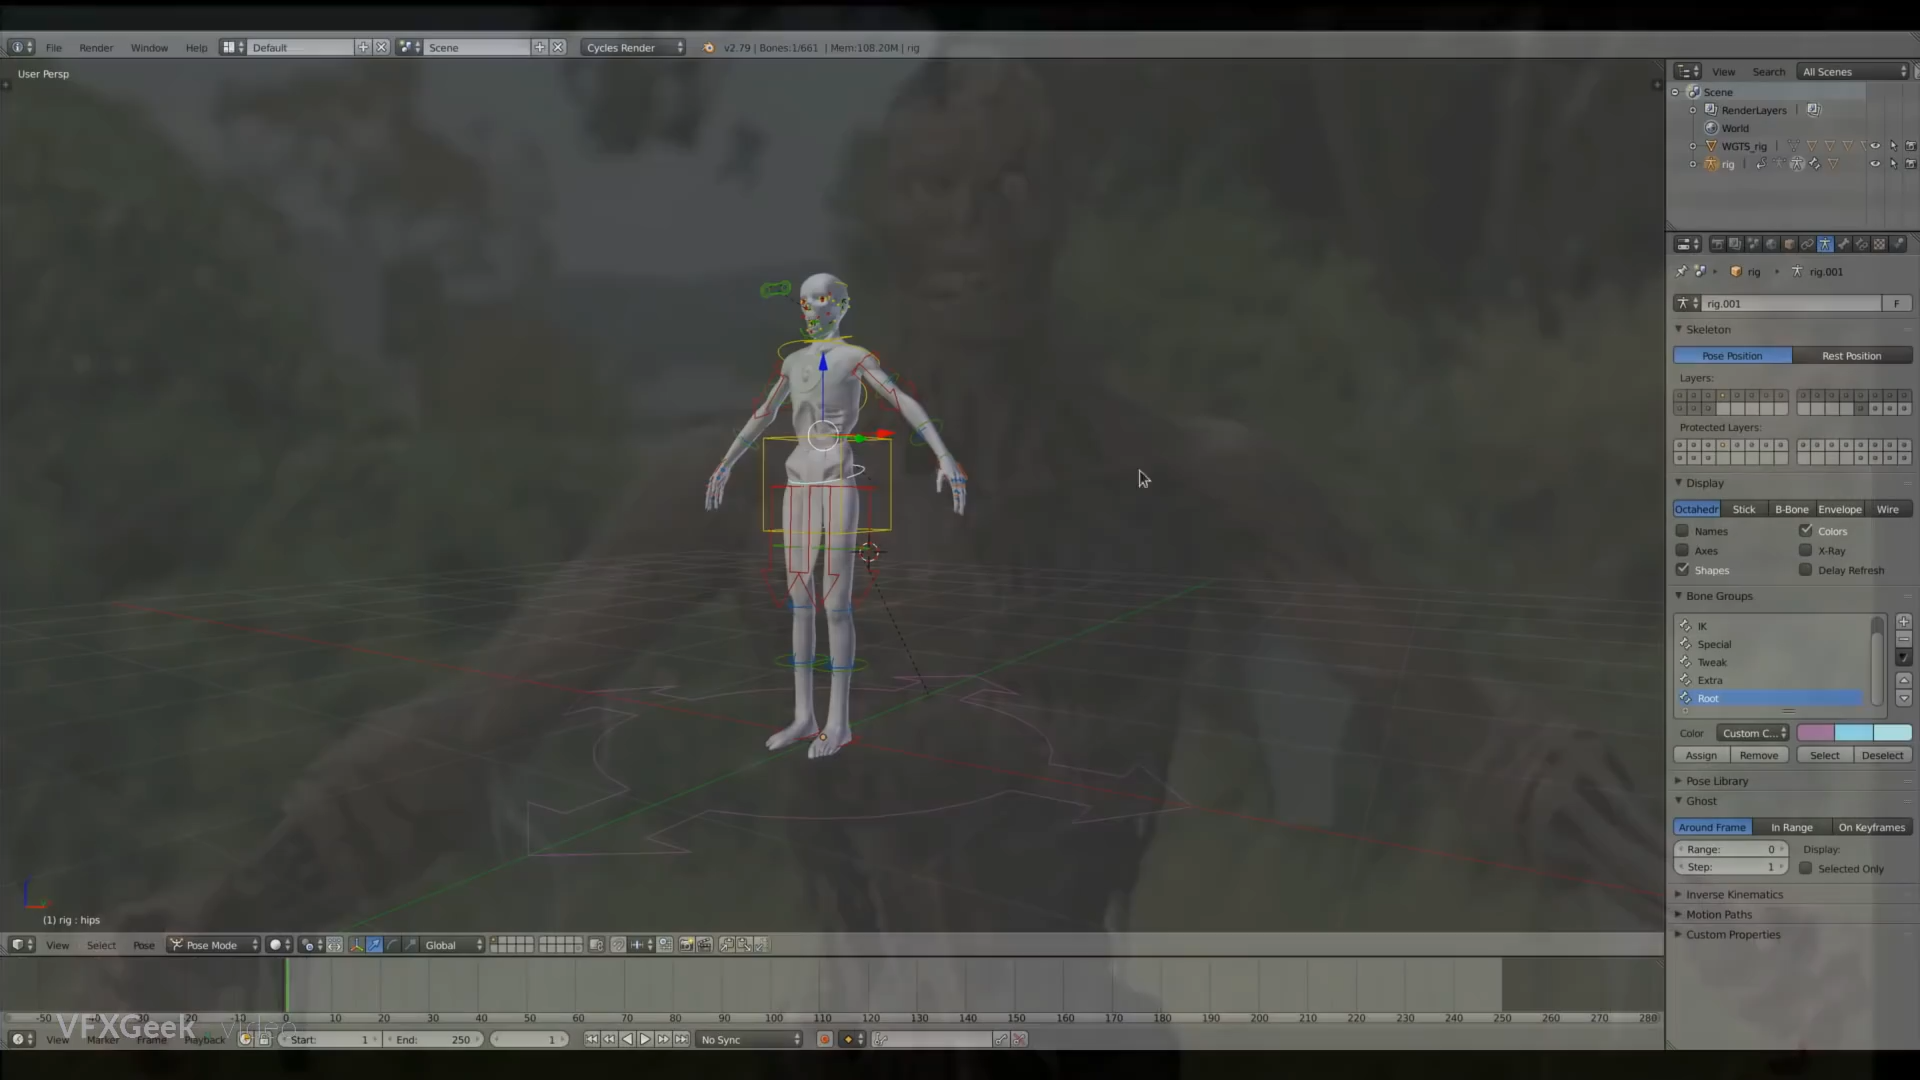 File Render Window Help Default Scene Cycles Render v2.79 | Bones:1/661 | Mem:108.20M | rig
User Persp
View Search All Scenes
Scene
RenderLayers
World
WGTS_rig
rig
rig rig.001
rig.001 F
Skeleton
Pose Position Rest Position
Layers:
Protected Layers:
Display
Octahedr Stick B-Bone Envelope Wire
Names Colors
Axes X-Ray
Shapes Delay Refresh
Bone Groups
IK
Special
Tweak
Extra
Root
Color Custom C...
Assign Remove Select Deselect
Pose Library
Ghost
Around Frame In Range On Keyframes
Range: 0 Display:
Step: 1 Selected Only
Inverse Kinematics
Motion Paths
Custom Properties
(1) rig : hips
View Select Pose Pose Mode Global
-50 -40 -30 -20 -10 0 10 20 30 40 50 60 70 80 90 100 110 120 130 140 150 160 170 180 190 200 210 220 230 240 250 260 270 280
VFXGeek video
View Marker Frame Playback Start: 1 End: 250 1 No Sync